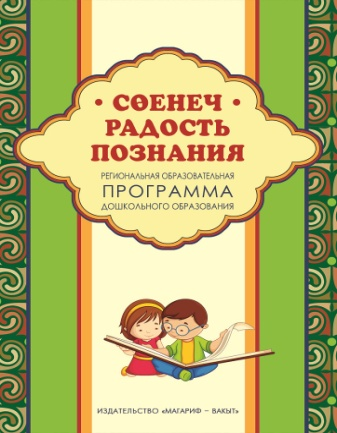 • СӨЕНЕЧ •
РАДОСТЬ
ПОЗНАНИЯ
РЕГИОНАЛЬНАЯ ОБРАЗОВАТЕЛЬНАЯ
ПРОГРАММА
ДОШКОЛЬНОГО ОБРАЗОВАНИЯ
ИЗДАТЕЛЬСТВО «МАГАРИФ – ВАКЫТ»